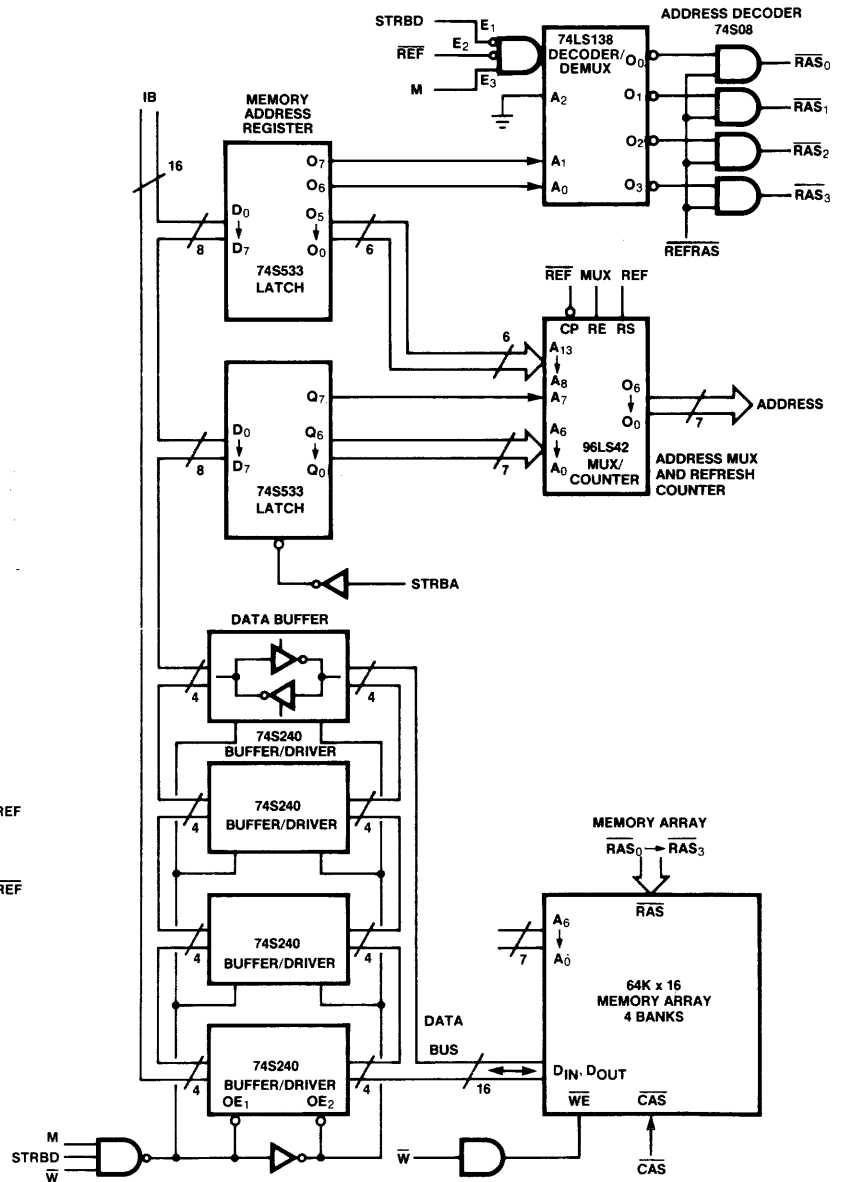 STRBD
E1
REF
E2
M
E3
74LS138
DECODER/
DEMUX
A2
A1
A0
O0
O1
O2
O3
ADDRESS DECODER
74S08
RAS0
RAS1
RAS2
RAS3
REFRAS
IB
16
MEMORY
ADDRESS
REGISTER
D0
D7
8
O7
O6
O5
O0
6
74S533
LATCH
REF MUX REF
CP RE RS
6
A13
A8
A7
A6
A0
7
O6
O0
7
ADDRESS
96LS42
MUX/
COUNTER
ADDRESS MUX
AND REFRESH
COUNTER
D0
D7
8
Q7
Q6
Q0
74S533
LATCH
STRBA
DATA BUFFER
4
4
74S240
BUFFER/DRIVER
4
74S240
BUFFER/DRIVER
4
REF
REF
4
74S240
BUFFER/DRIVER
4
4
74S240
BUFFER/DRIVER
4
OE1
OE2
DATA
BUS
16
MEMORY ARRAY
RAS0 → RAS3
RAS
A6
A0
7
64K x 16
MEMORY ARRAY
4 BANKS
DIN, DOUT
WE
CAS
M
STRBD
W
W
CAS